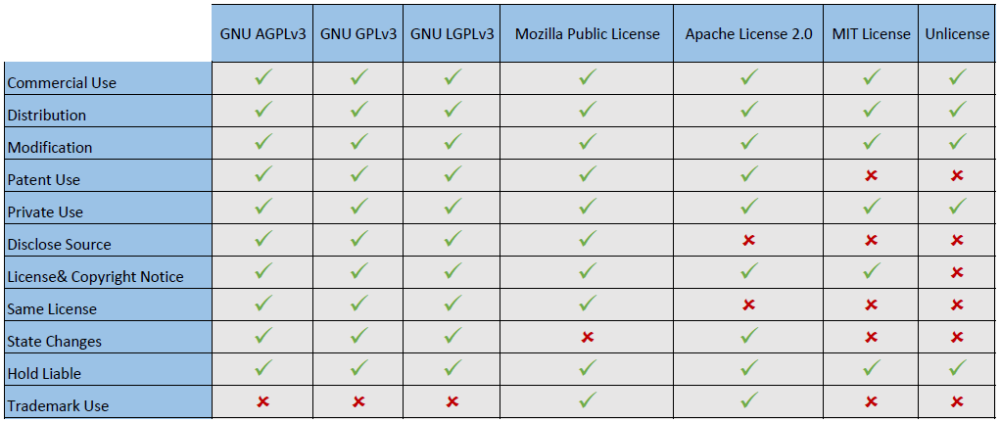 GNU AGPLv3 GNU GPLv3 GNU LGPLv3 Mozilla Public License Apache License 2.0 MIT License Unlicense
Commercial Use ✓ ✓ ✓ ✓ ✓ ✓ ✓
Distribution ✓ ✓ ✓ ✓ ✓ ✓ ✓
Modification ✓ ✓ ✓ ✓ ✓ ✓ ✓
Patent Use ✓ ✓ ✓ ✓ ✓ ✗ ✗
Private Use ✓ ✓ ✓ ✓ ✓ ✓ ✓
Disclose Source ✓ ✓ ✓ ✓ ✗ ✗ ✗
License& Copyright Notice ✓ ✓ ✓ ✓ ✓ ✓ ✗
Same License ✓ ✓ ✓ ✓ ✗ ✗ ✗
State Changes ✓ ✓ ✓ ✗ ✓ ✗ ✗
Hold Liable ✓ ✓ ✓ ✓ ✓ ✓ ✓
Trademark Use ✗ ✗ ✗ ✓ ✓ ✗ ✗